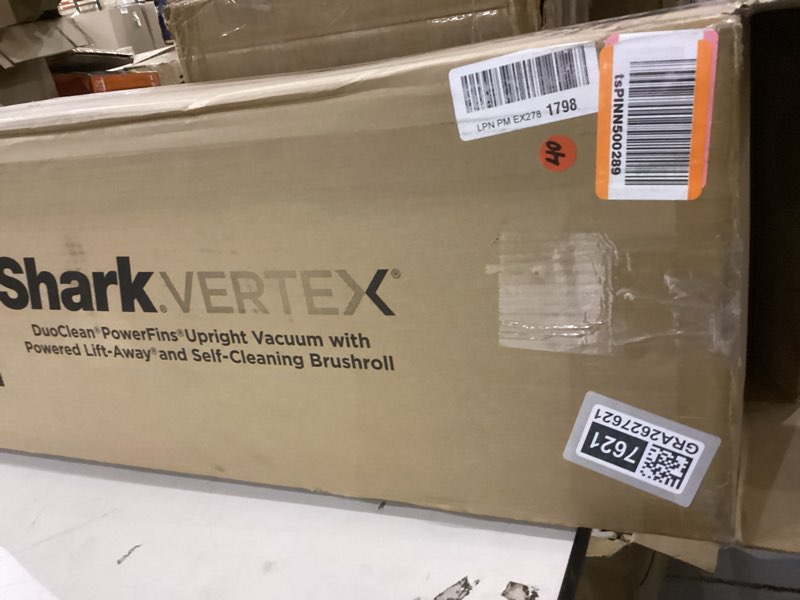 LPN PM EX278 1798
40
tsPINN500289
Shark VERTEX®
DuoClean® PowerFins® Upright Vacuum with
Powered Lift-Away® and Self-Cleaning Brushroll
7621
GRA2627621